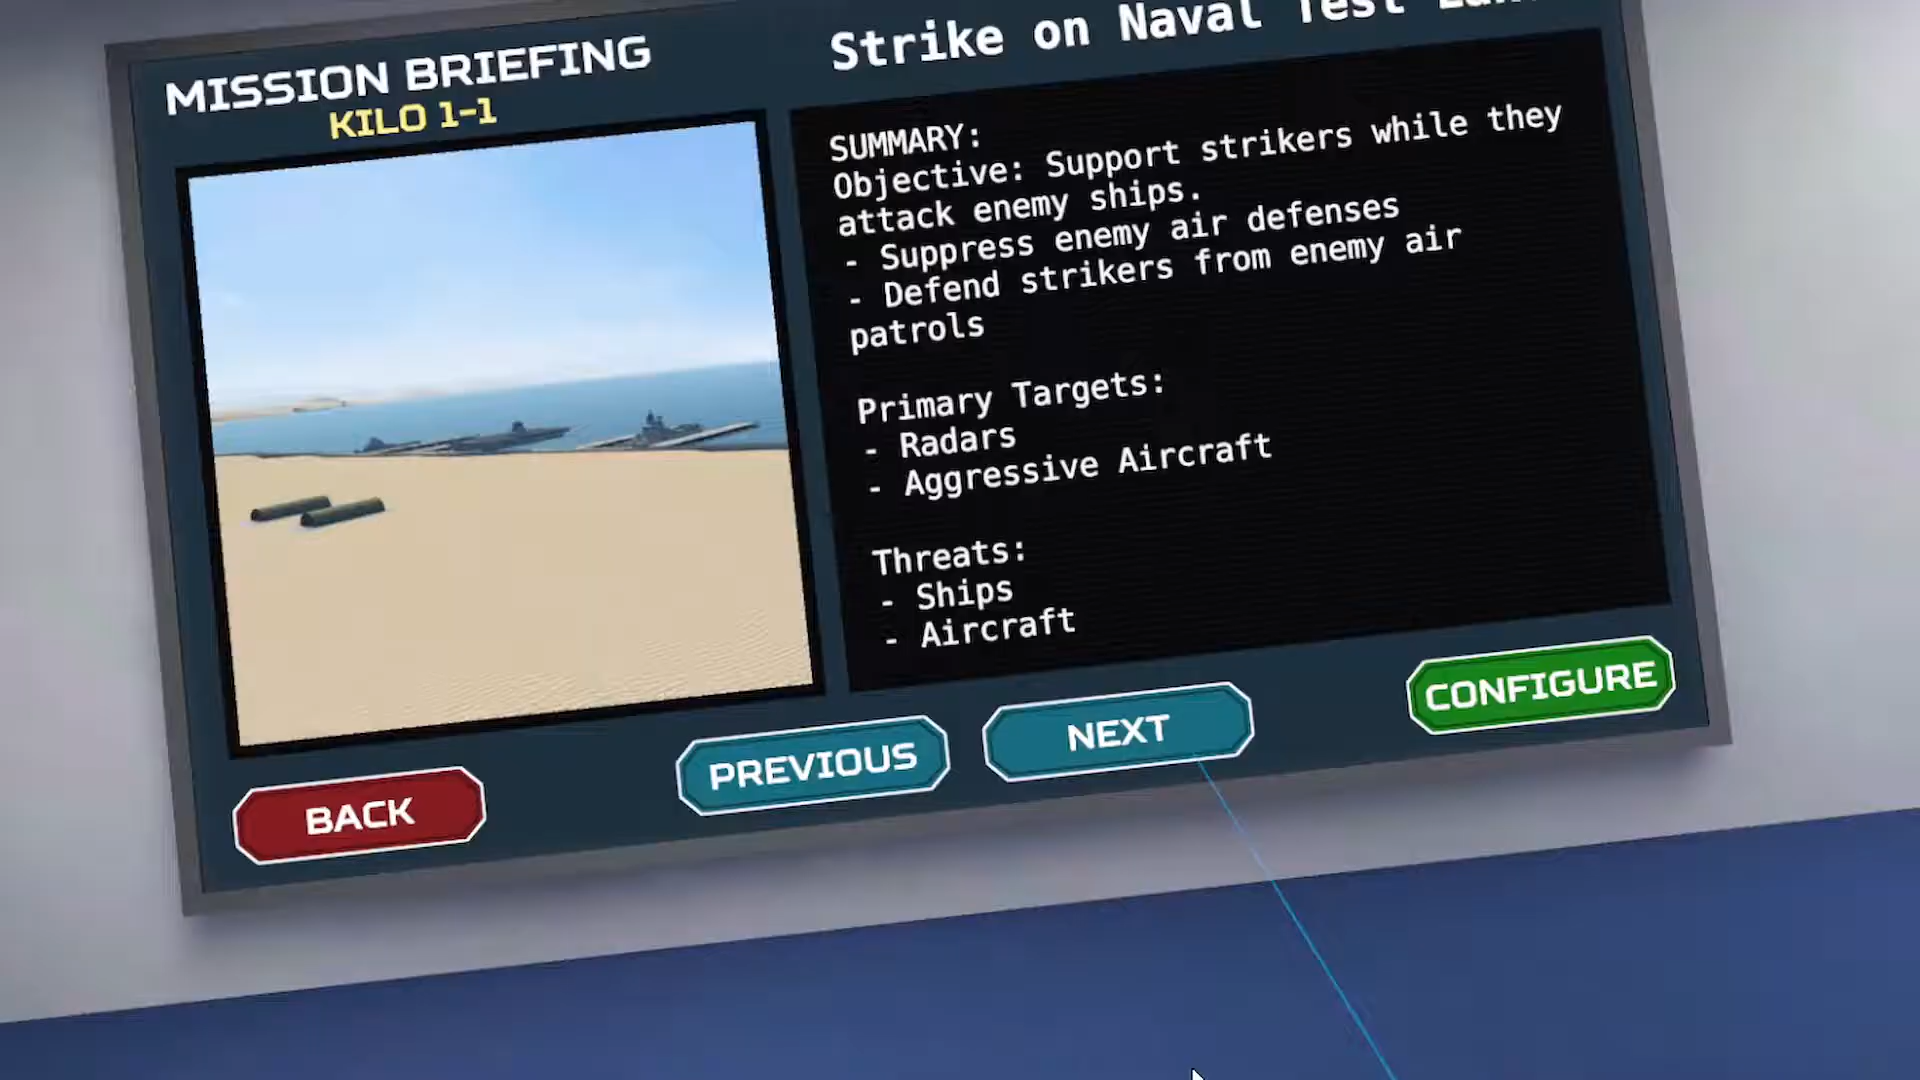 MISSION BRIEFING
KILO 1-1
Strike on Naval Test
SUMMARY:
Objective: Support strikers while they
attack enemy ships.
- Suppress enemy air defenses
- Defend strikers from enemy air
patrols
Primary Targets:
- Radars
- Aggressive Aircraft
Threats:
- Ships
- Aircraft
BACK
PREVIOUS
NEXT
CONFIGURE